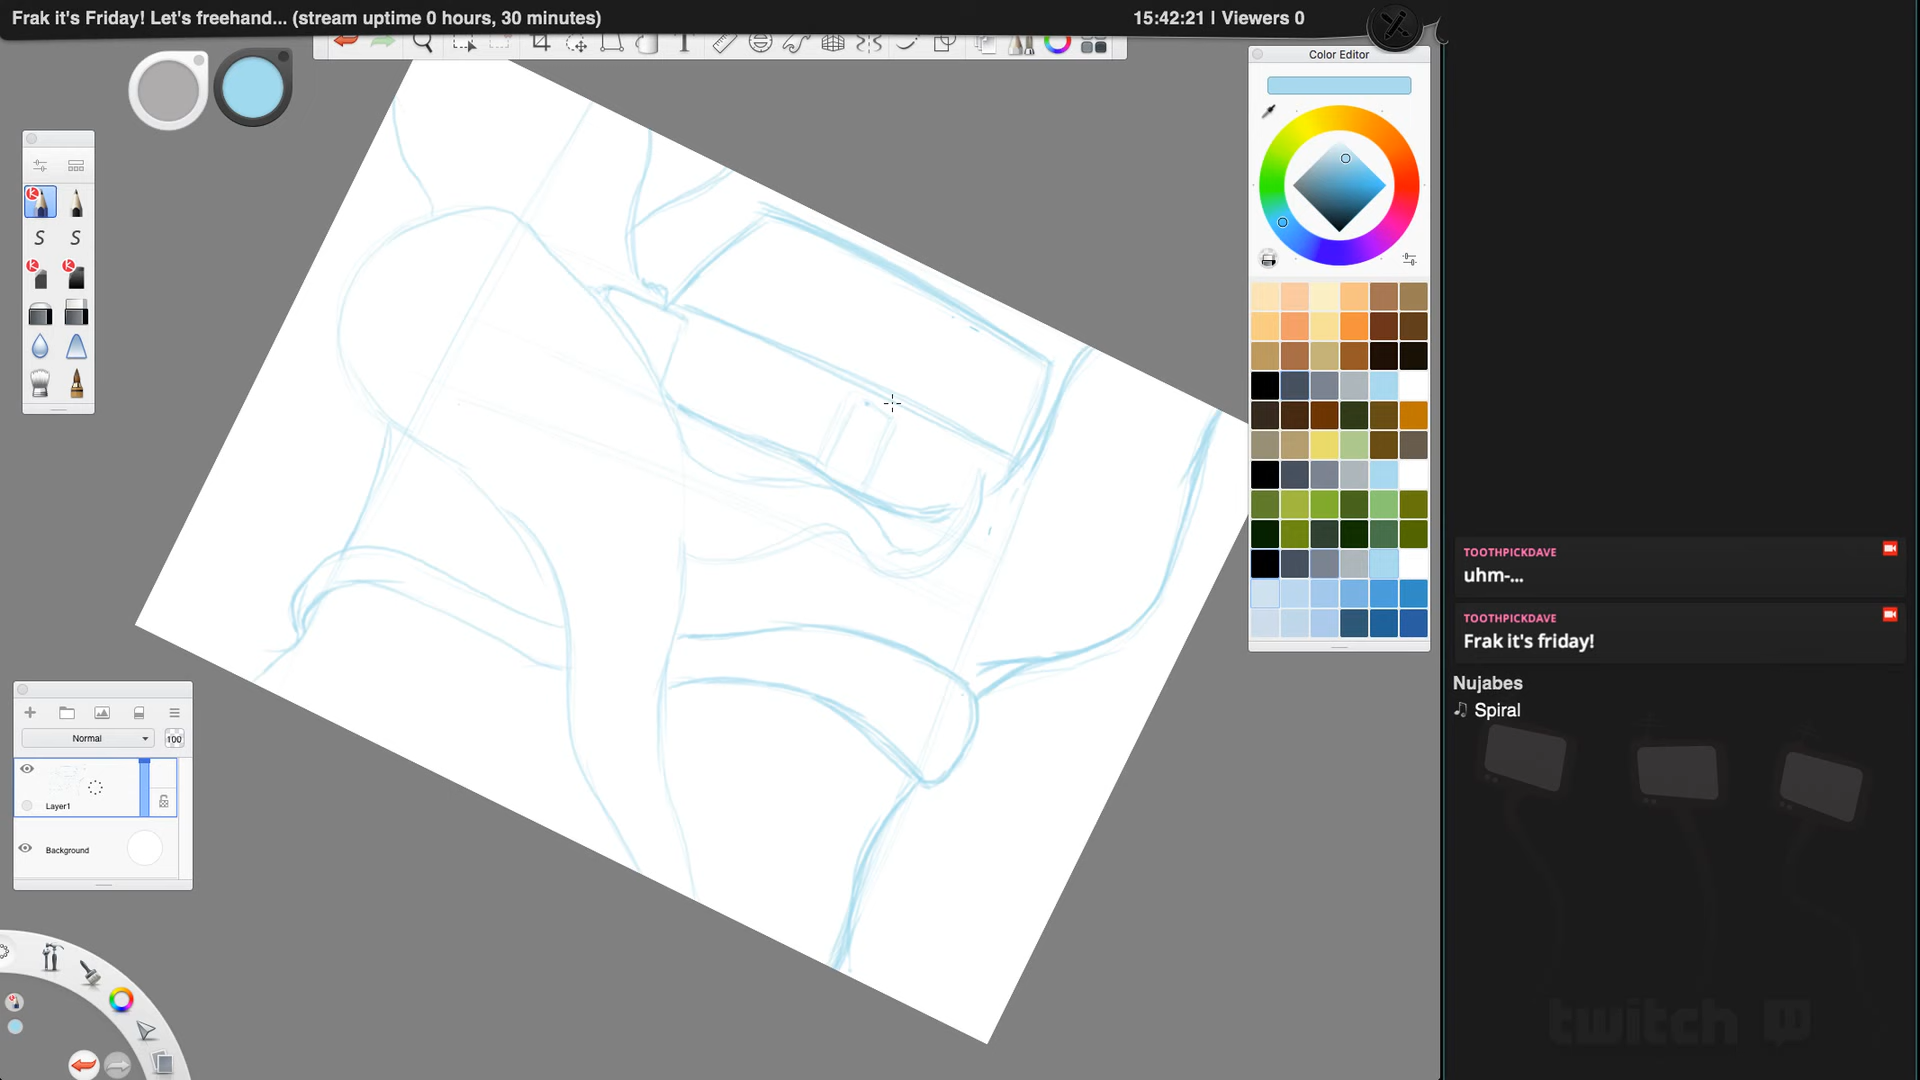 Frak it's Friday! Let's freehand... (stream uptime 0 hours, 30 minutes)
15:42:21 | Viewers 0
Color Editor
Normal
100
Layer1
Background
TOOTHPICKDAVE
uhm-...
TOOTHPICKDAVE
Frak it's friday!
Nujabes
Spiral
twitch